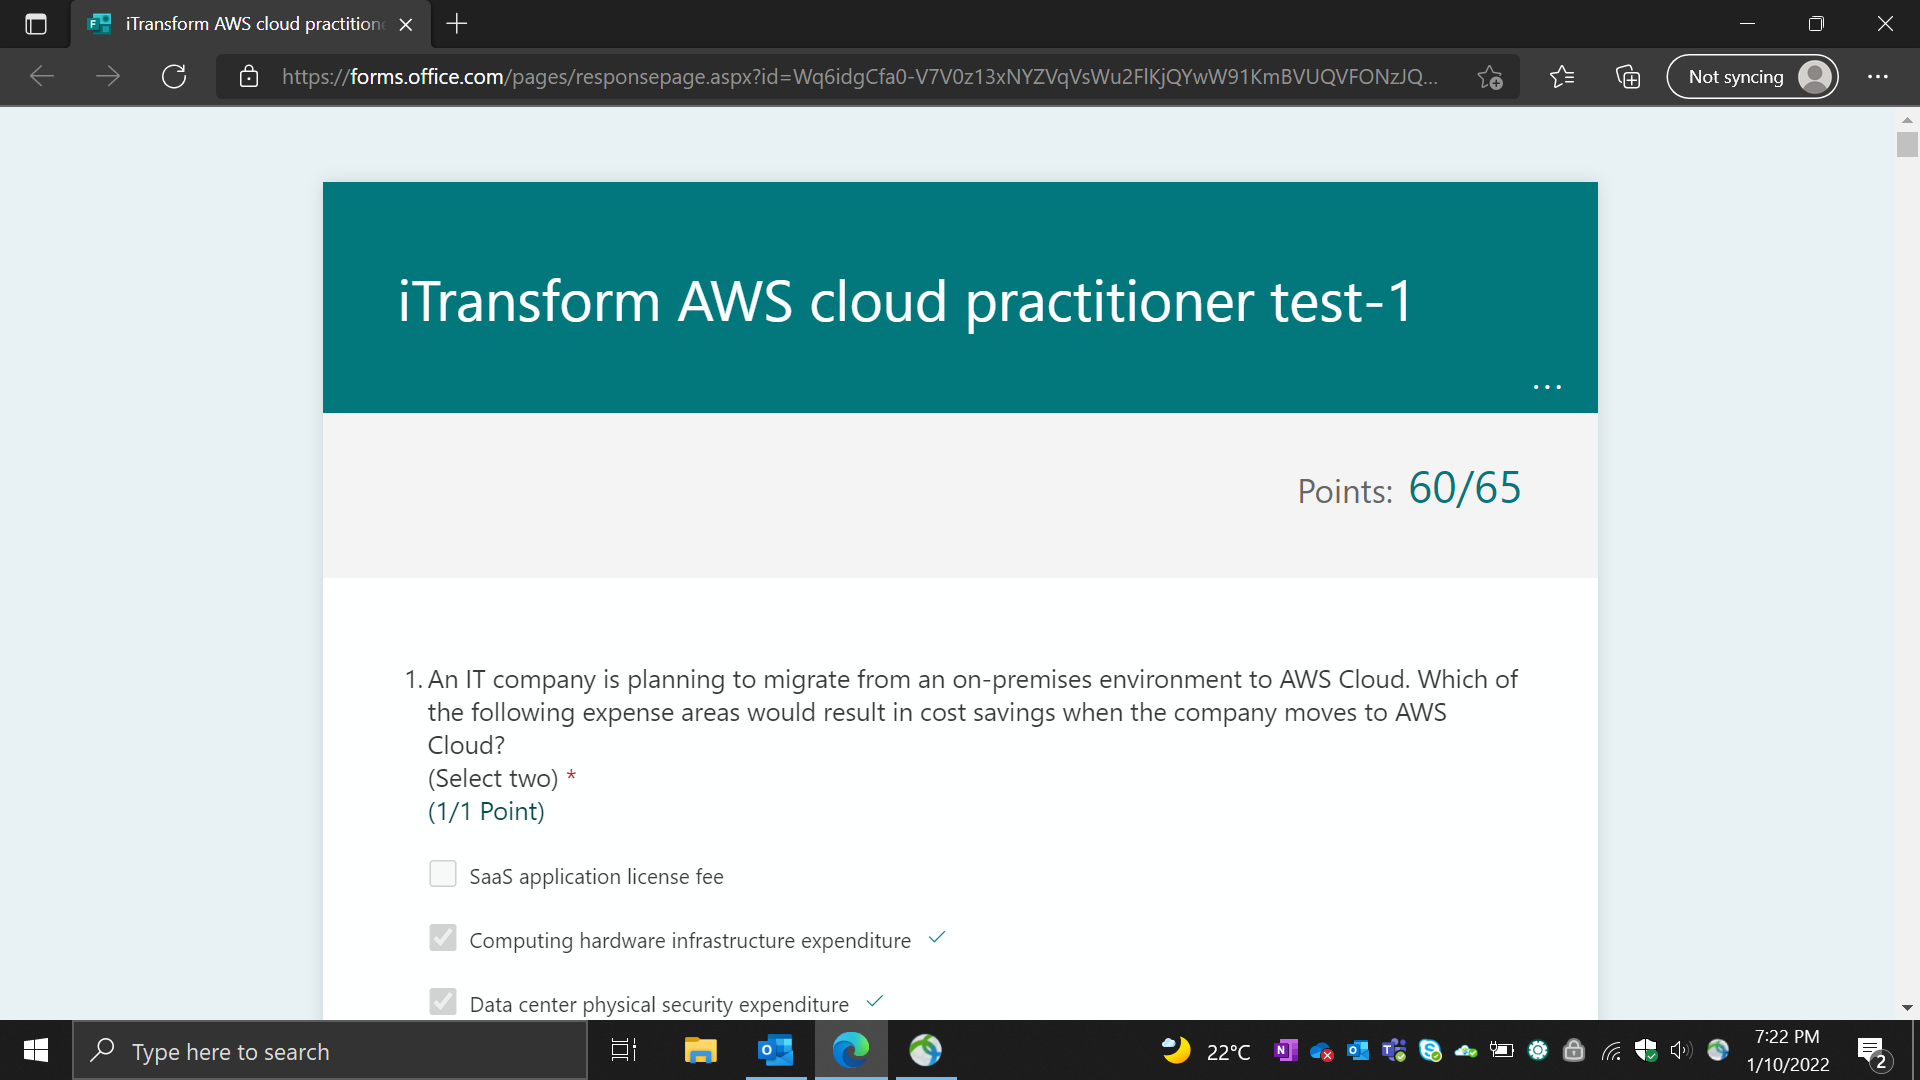 iTransform AWS cloud practition
https://forms.office.com/pages/responsepage.aspx?id=Wq6idgCfa0-V7V0z13xNYZVqVsWu2FlKjQYwW91KmBVUQVFONzJQ...
Not syncing
iTransform AWS cloud practitioner test-1
Points: 60/65
1. An IT company is planning to migrate from an on-premises environment to AWS Cloud. Which of
the following expense areas would result in cost savings when the company moves to AWS
Cloud?
(Select two) *
(1/1 Point)
SaaS application license fee
Computing hardware infrastructure expenditure
Data center physical security expenditure
Type here to search
22°C
7:22 PM
1/10/2022
2